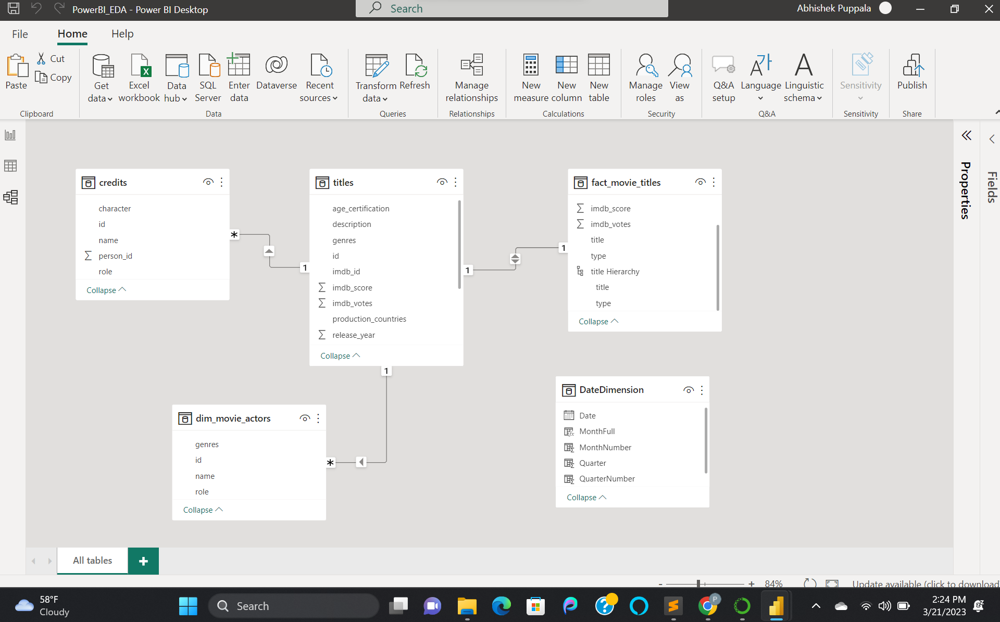 PowerBI_EDA - Power BI Desktop
Search
Abhishek Puppala
File
Home
Help
Paste
Cut
Copy
Clipboard
Get
data
Excel
workbook
Data
hub
SQL
Server
Enter
data
Dataverse
Recent
sources
Data
Transform
data
Refresh
Queries
Manage
relationships
Relationships
New
measure
New
column
New
table
Calculations
Manage
roles
View
as
Security
Q&A
setup
Language
Linguistic
schema
Q&A
Sensitivity
Sensitivity
Publish
Share
credits
character
id
name
person_id
role
Collapse
*
1
titles
age_certification
description
genres
id
imdb_id
imdb_score
imdb_votes
production_countries
release_year
Collapse
1
1
1
fact_movie_titles
imdb_score
imdb_votes
title
type
title Hierarchy
title
type
Collapse
dim_movie_actors
genres
id
name
role
Collapse
*
DateDimension
Date
MonthFull
MonthNumber
Quarter
QuarterNumber
Collapse
Properties
Fields
All tables
+
- + 84%
Update available (click to download
58°F
Cloudy
Search
P
2:24 PM
3/21/2023